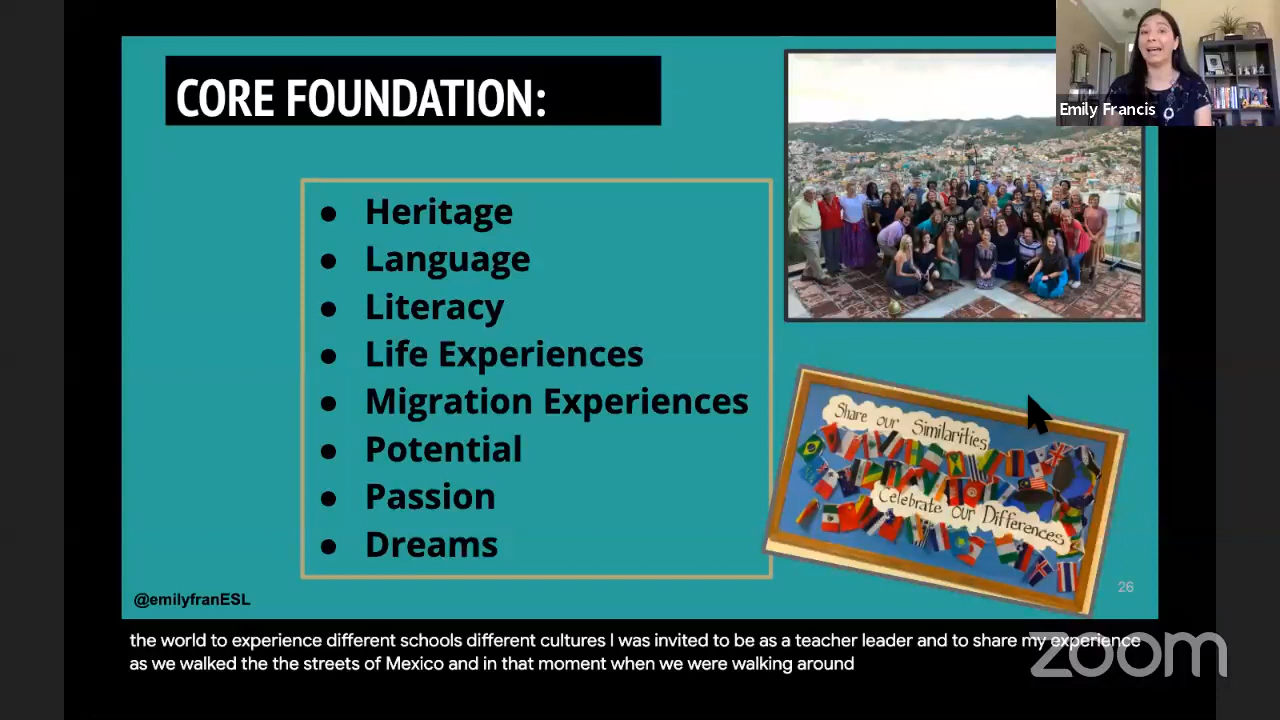 CORE FOUNDATION:
Emily Francis
● Heritage
● Language
● Literacy
● Life Experiences
● Migration Experiences
● Potential
● Passion
● Dreams
Share our Similarities
Celebrate our Differences
26
@emilyfranESL
the world to experience different schools different cultures I was invited to be as a teacher leader and to share my experience
as we walked the the streets of Mexico and in that moment when we were walking around
zoom